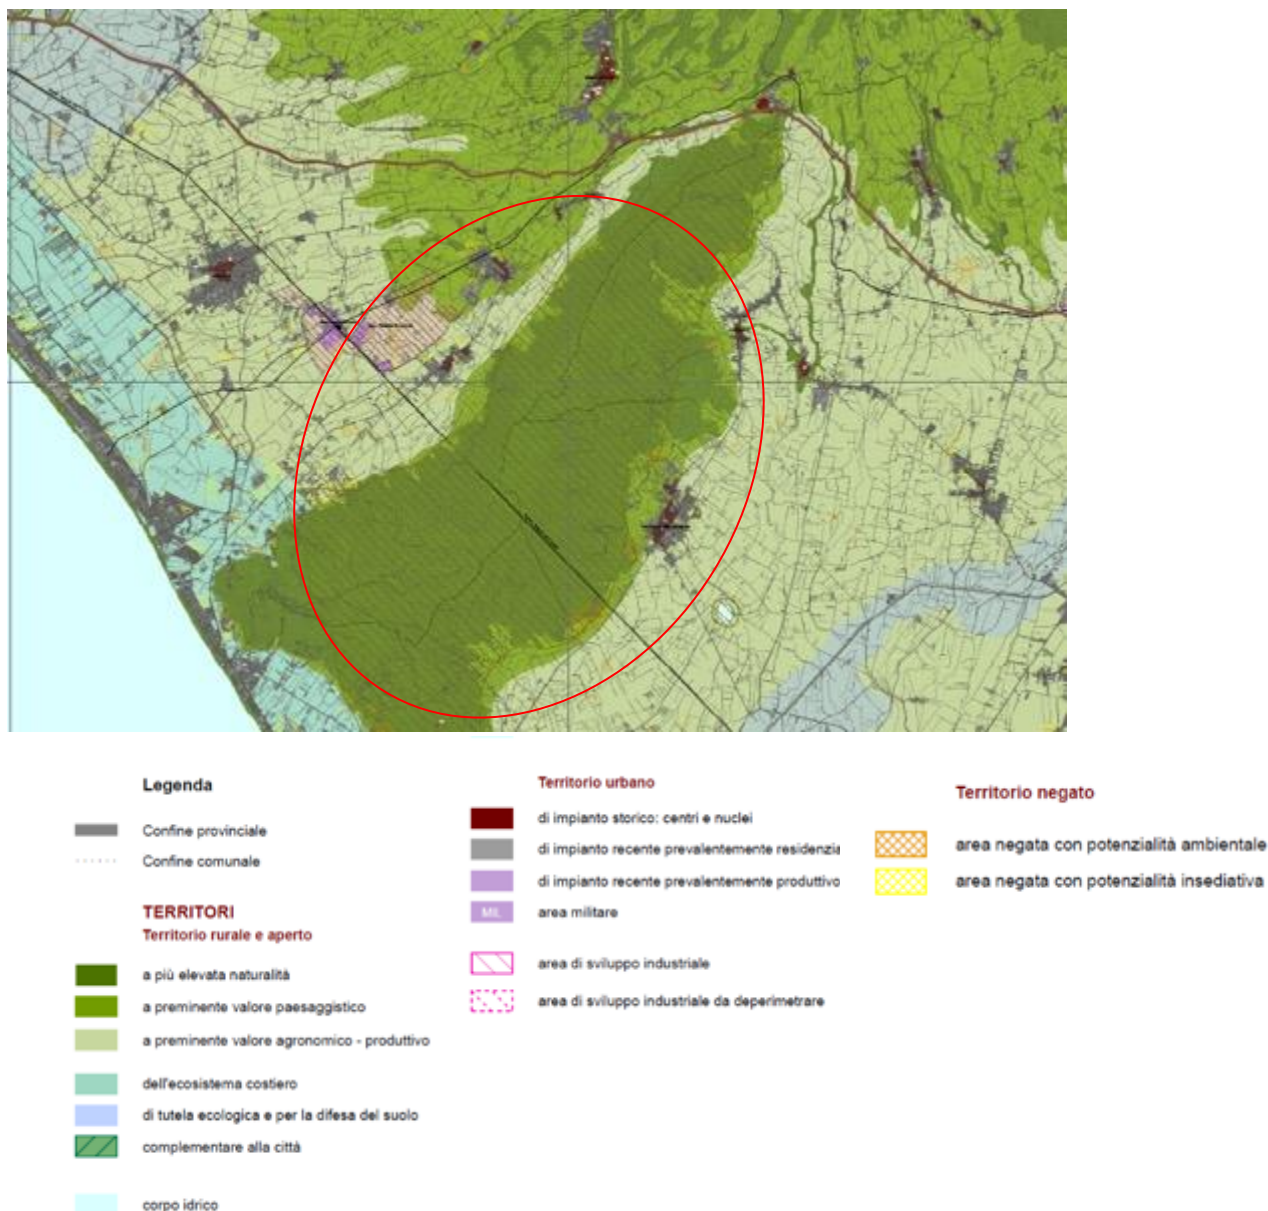 Legenda
Confine provinciale
Confine comunale
TERRITORI
Territorio rurale e aperto
a più elevata naturalità
a preminente valore paesaggistico
a preminente valore agronomico - produttivo
dell'ecosistema costiero
di tutela ecologica e per la difesa del suolo
complementare alla città
corpo idrico
Territorio urbano
di impianto storico: centri e nuclei
di impianto recente prevalentemente residenzia
di impianto recente prevalentemente produttivo
MIL area militare
area di sviluppo industriale
area di sviluppo industriale da deperimetrare
Territorio negato
area negata con potenzialità ambientale
area negata con potenzialità insediativa